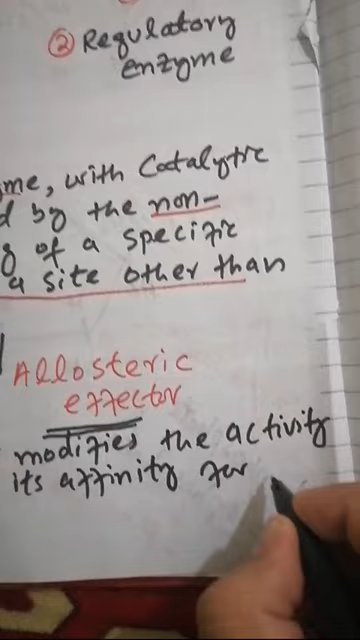 ② Regulatory
enzyme
me, with Catalytic
d by the non-
g of a specific
a site other than
Allosteric
effector
modifies the activity
its affinity for